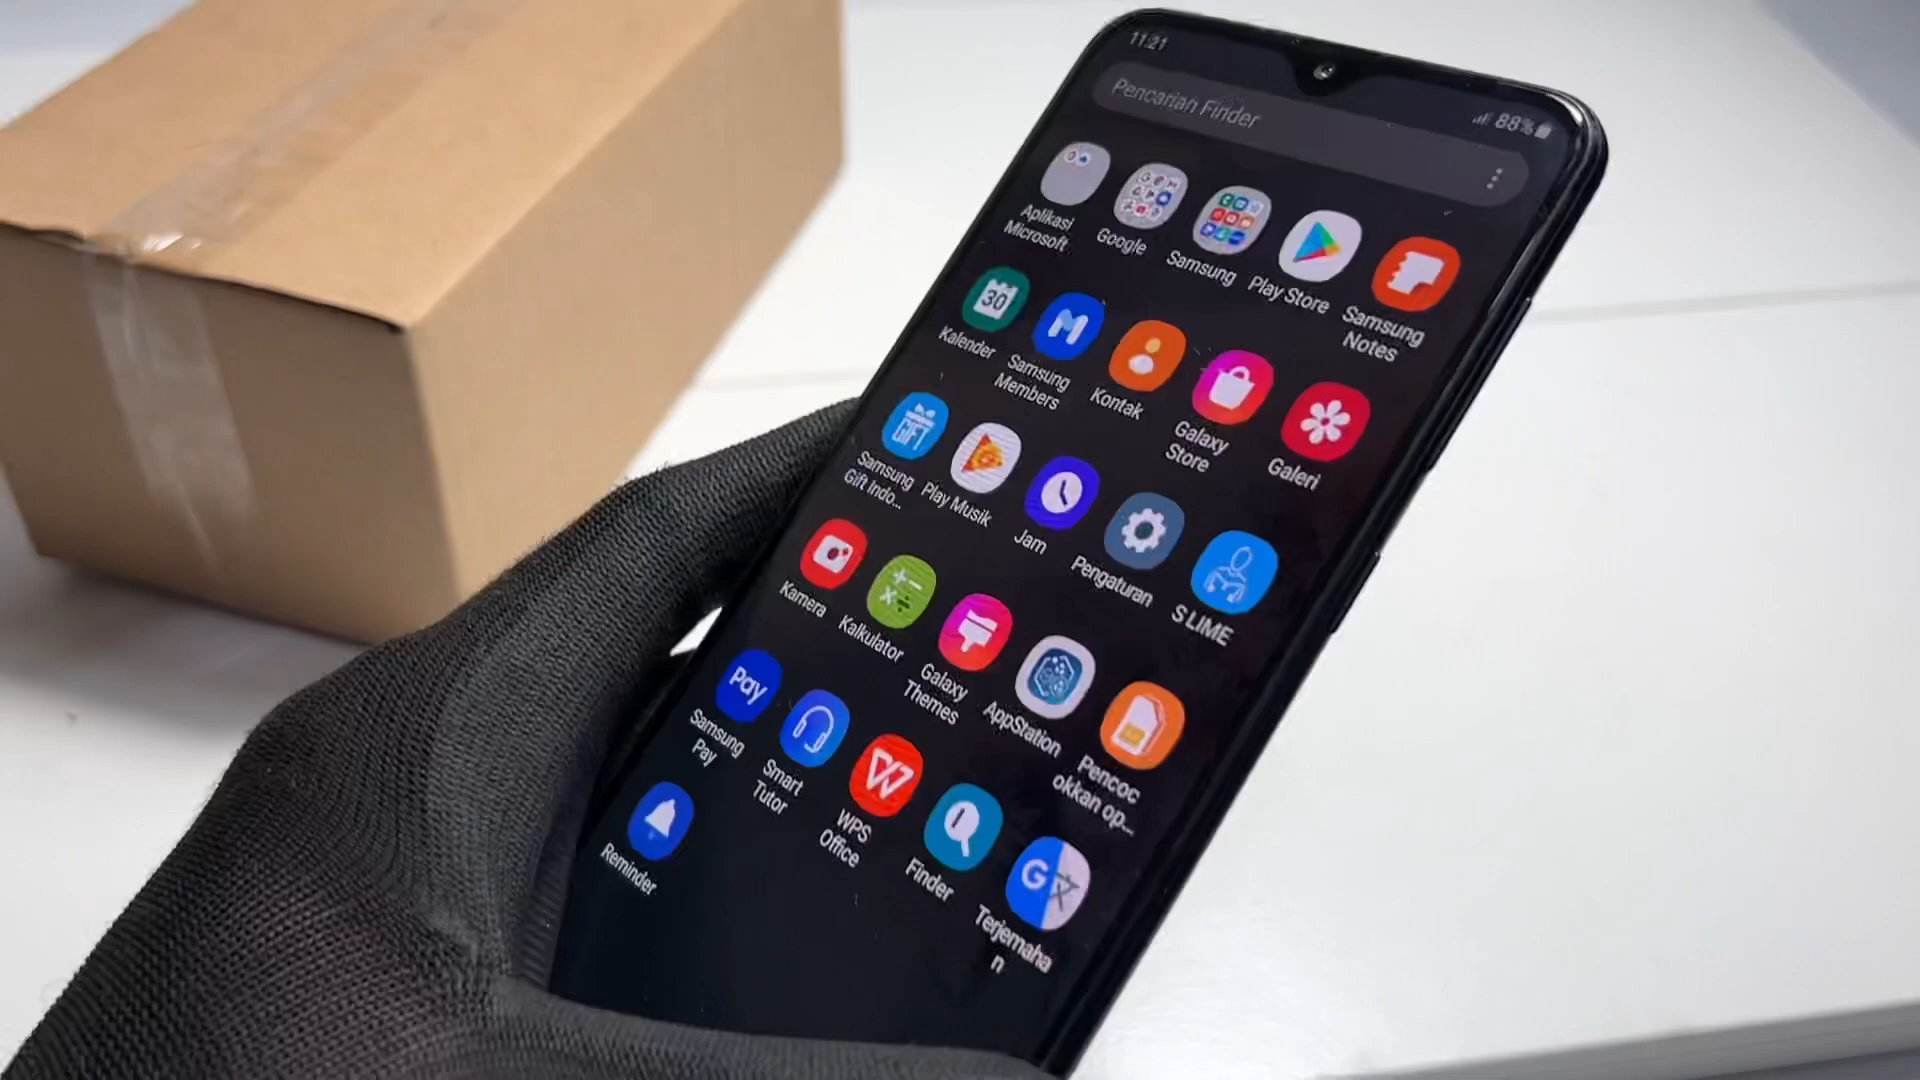 11:21
88%
Pencarian Finder
Aplikasi
Microsoft
Google
Samsung
Play Store
Samsung
Notes
30
Kalender
Samsung
Members
Kontak
Galaxy
Store
Galeri
GIFT
Samsung
Gift Indo...
Play Musik
Jam
Pengaturan
S LIME
Kamera
Kalkulator
Galaxy
Themes
AppStation
Pencoc
okkan op...
Pay
Samsung
Pay
Smart
Tutor
WPS
Office
Finder
G
Terjemaha
n
Reminder